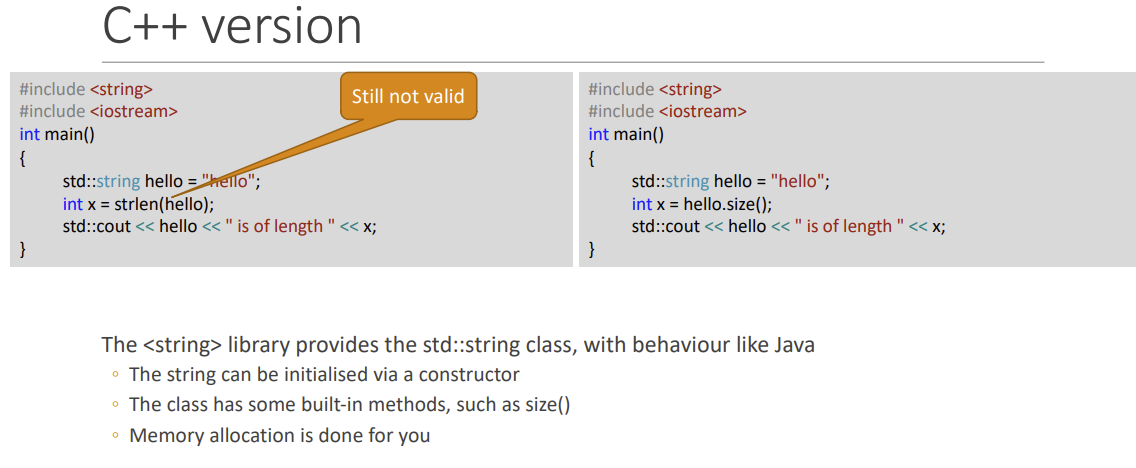 C++ version
#include <string>
#include <iostream>
int main()
{
std::string hello = "hello";
int x = strlen(hello);
std::cout << hello << " is of length " << x;
}
Still not valid
#include <string>
#include <iostream>
int main()
{
std::string hello = "hello";
int x = hello.size();
std::cout << hello << " is of length " << x;
}
The <string> library provides the std::string class, with behaviour like Java
◦ The string can be initialised via a constructor
◦ The class has some built-in methods, such as size()
◦ Memory allocation is done for you